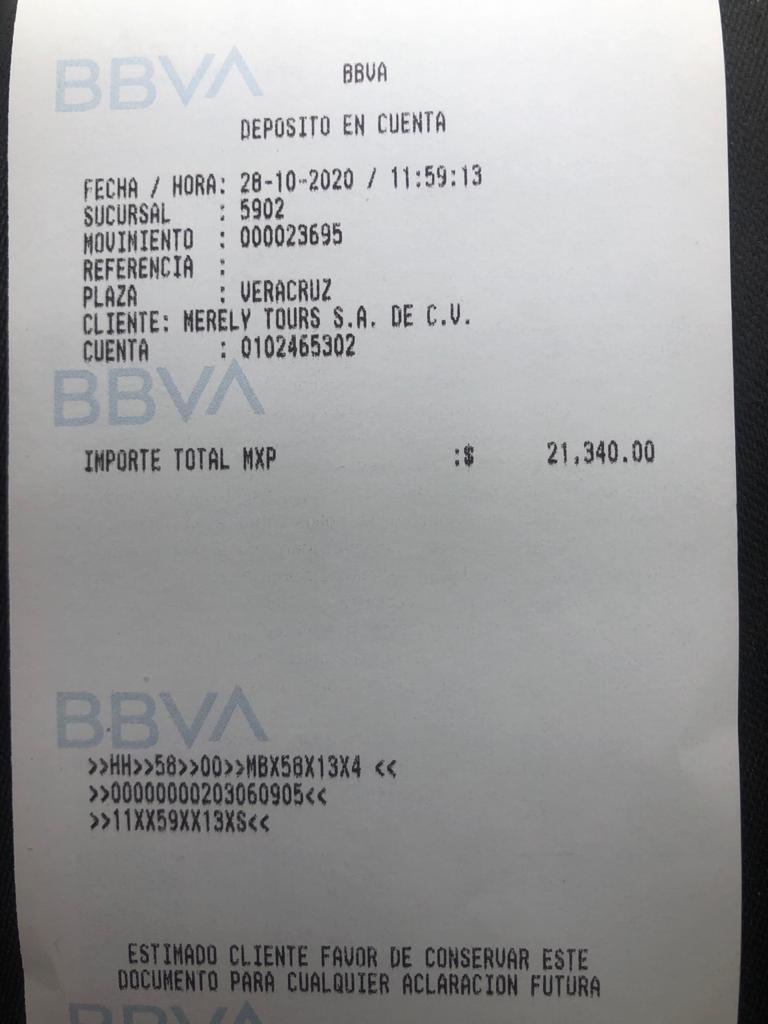 BBVA
BBVA
DEPOSITO EN CUENTA
FECHA / HORA: 28-10-2020 / 11:59:13
SUCURSAL : 5902
MOVIMIENTO : 000023695
REFERENCIA :
PLAZA : VERACRUZ
CLIENTE: MERELY TOURS S.A. DE C.V.
CUENTA : 0102465302
BBVA
IMPORTE TOTAL MXP :$ 21,340.00
BBVA
>>HH>>58>>00>>MBX58X13X4 <<
>>00000000203060905<<
>>11XX59XX13XS<<
ESTIMADO CLIENTE FAVOR DE CONSERVAR ESTE
DOCUMENTO PARA CUALQUIER ACLARACION FUTURA
BBVA